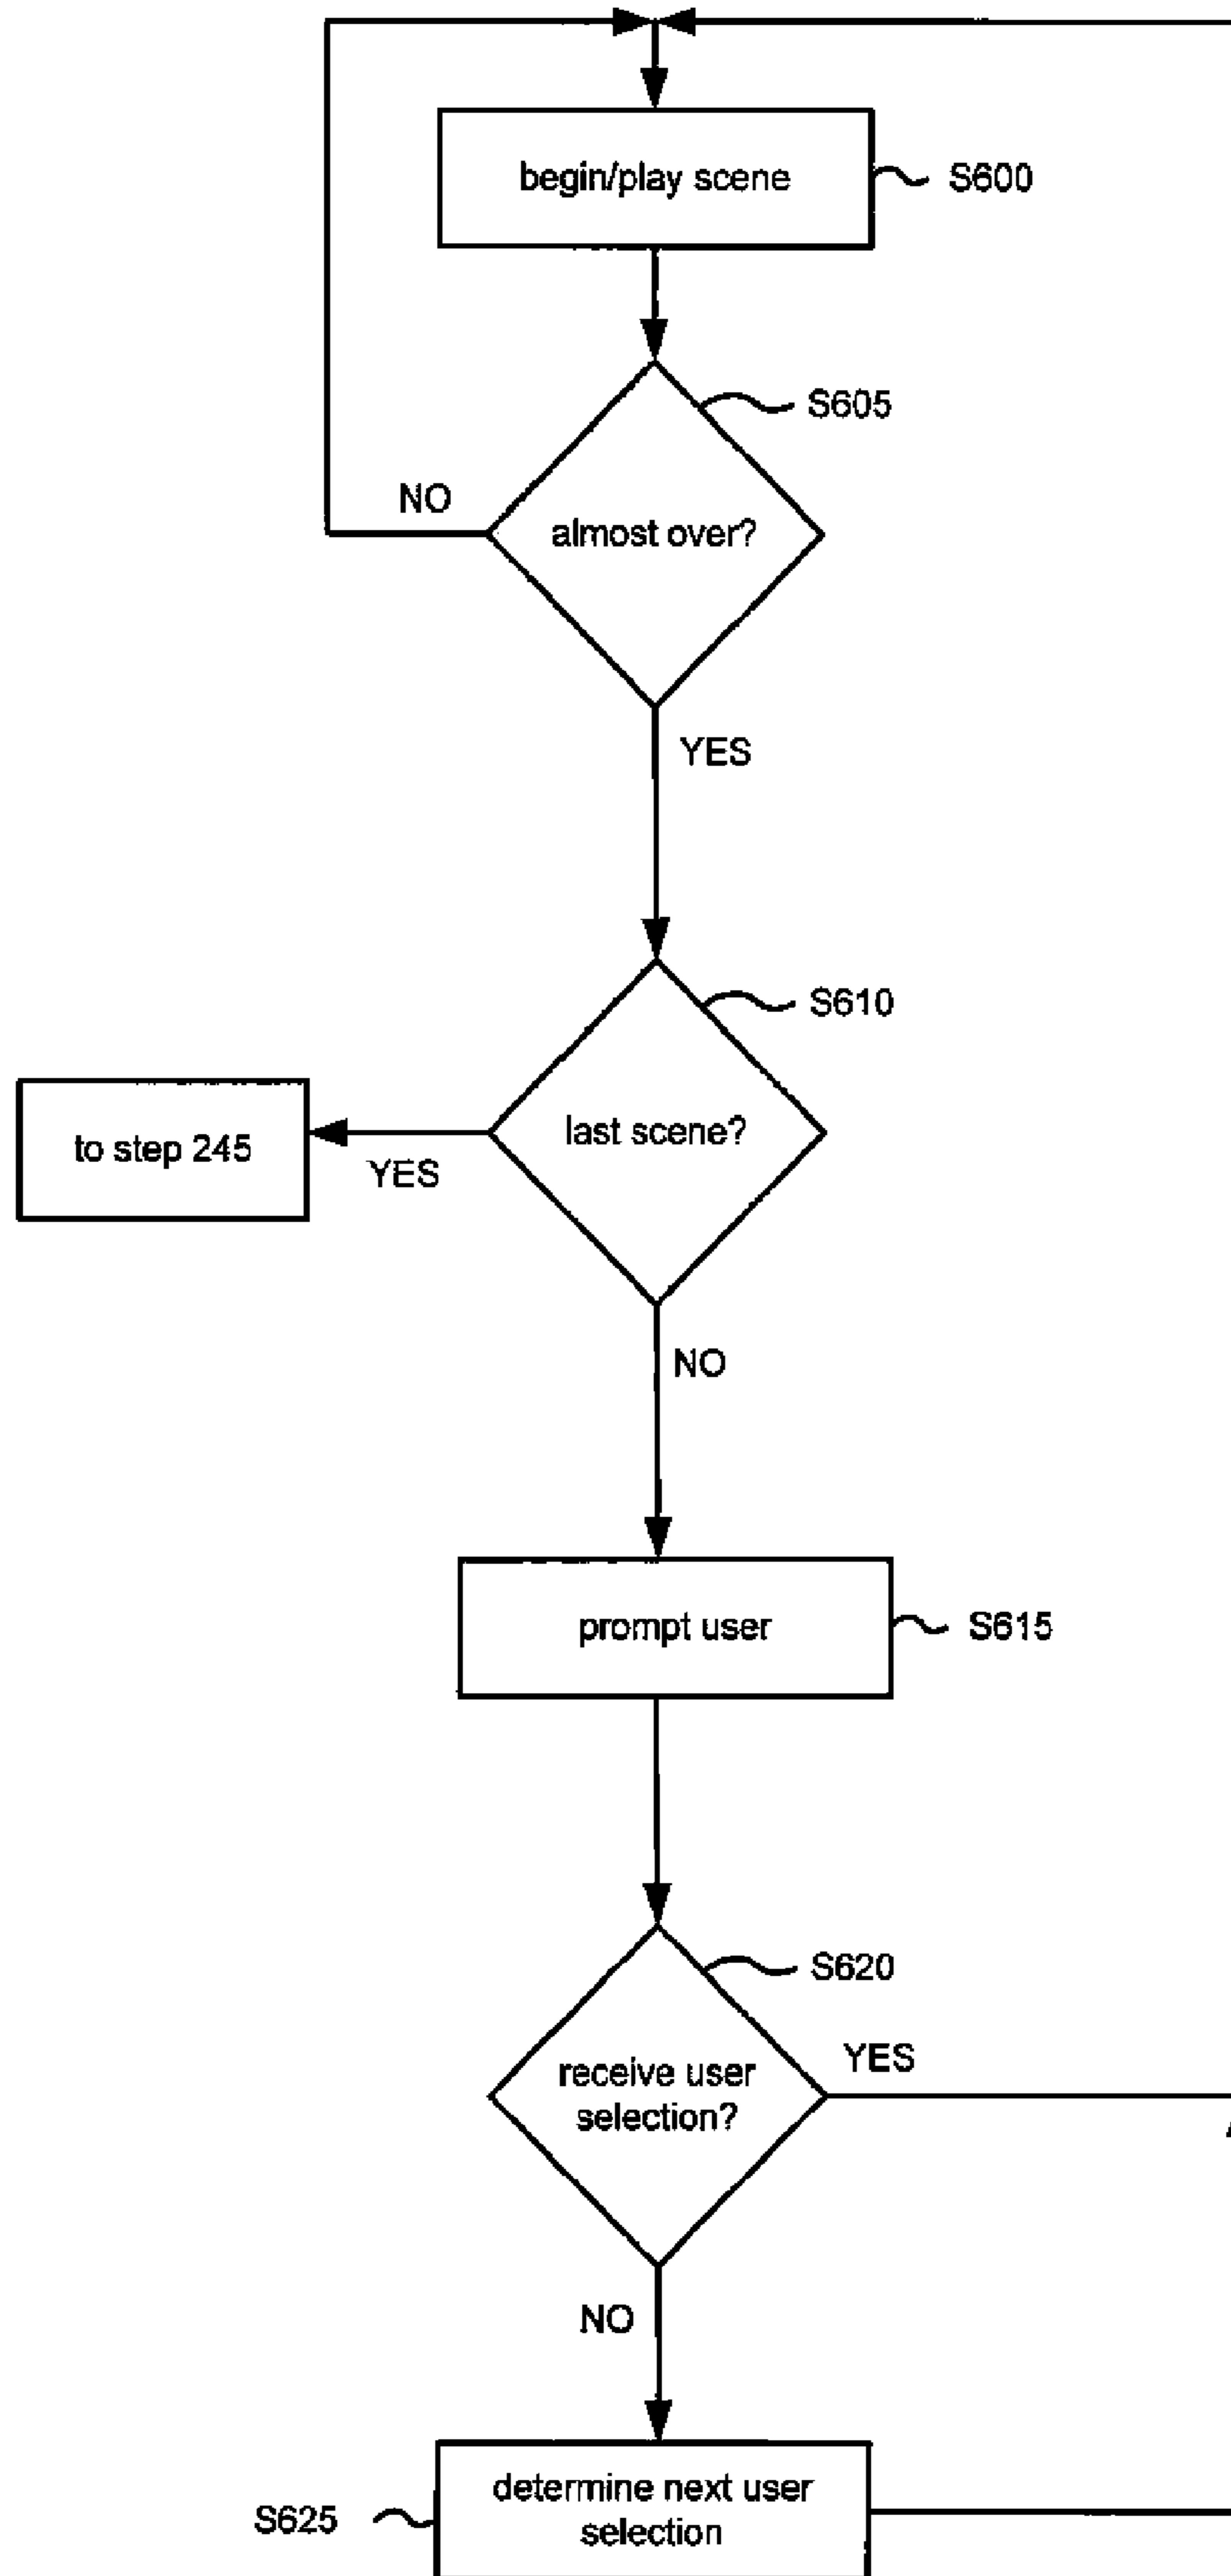 begin/play scene
S600
S605
almost over?
NO
YES
S610
last scene?
to step 245
YES
NO
prompt user
S615
S620
receive user
selection?
YES
NO
determine next user
selection
S625